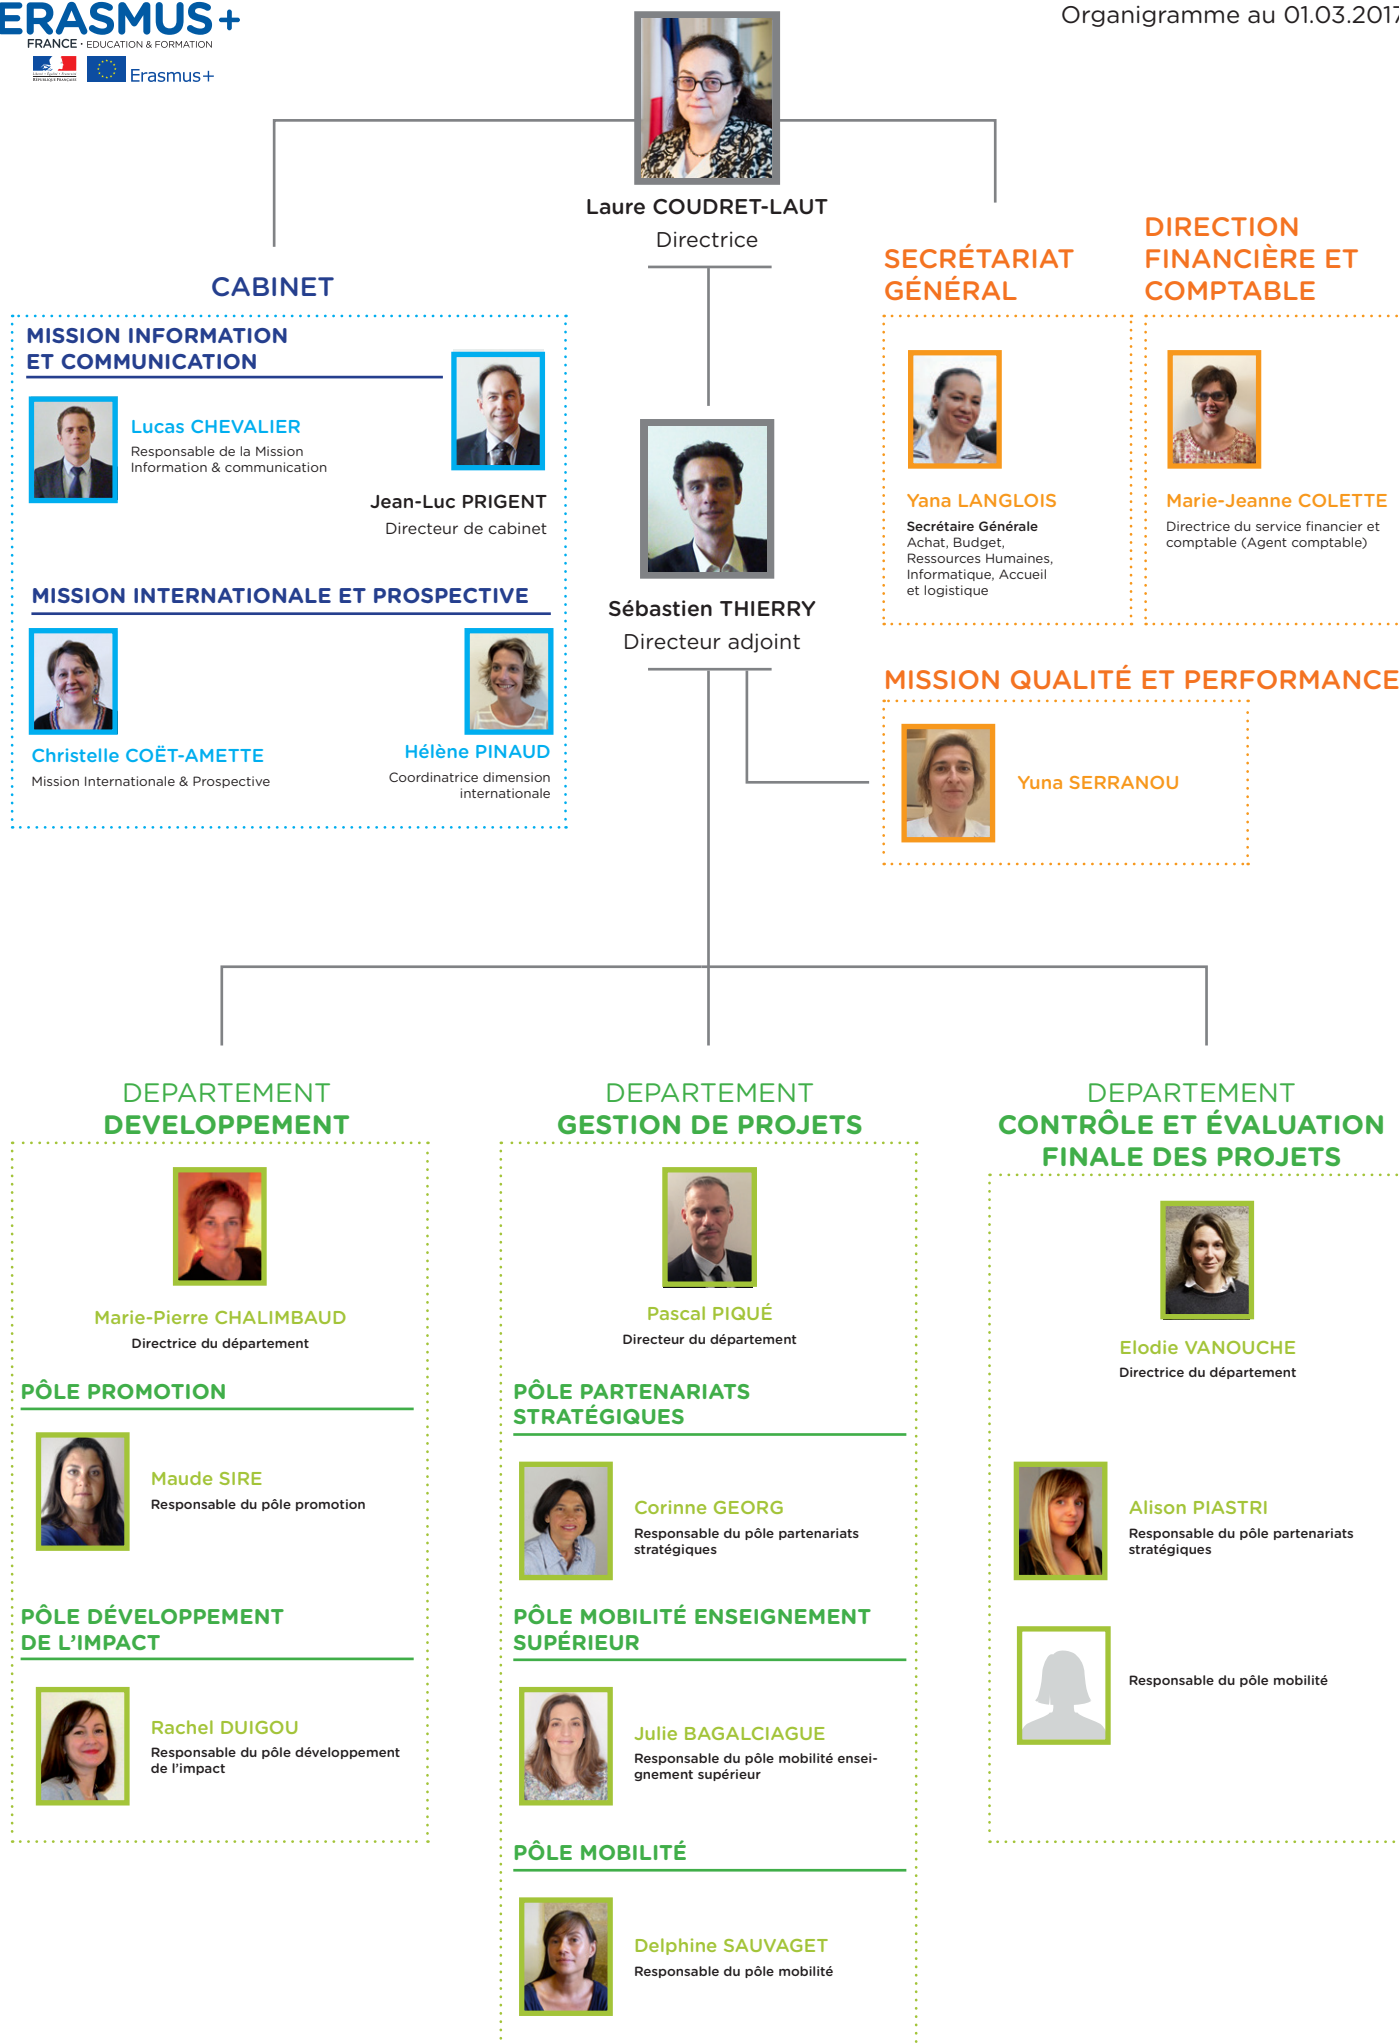 ERASMUS+
FRANCE • EDUCATION & FORMATION
Erasmus+
Organigramme au 01.03.2017
Laure COUDRET-LAUT
Directrice
CABINET
MISSION INFORMATION
ET COMMUNICATION
Lucas CHEVALIER
Responsable de la Mission
Information & communication
Jean-Luc PRIGENT
Directeur de cabinet
MISSION INTERNATIONALE ET PROSPECTIVE
Christelle COËT-AMETTE
Mission Internationale & Prospective
Hélène PINAUD
Coordinatrice dimension
internationale
Sébastien THIERRY
Directeur adjoint
SECRÉTARIAT
GÉNÉRAL
Yana LANGLOIS
Secrétaire Générale
Achat, Budget,
Ressources Humaines,
Informatique, Accueil
et logistique
DIRECTION
FINANCIÈRE ET
COMPTABLE
Marie-Jeanne COLETTE
Directrice du service financier et
comptable (Agent comptable)
MISSION QUALITÉ ET PERFORMANCE
Yuna SERRANOU
DEPARTEMENT
DEVELOPPEMENT
Marie-Pierre CHALIMBAUD
Directrice du département
PÔLE PROMOTION
Maude SIRE
Responsable du pôle promotion
PÔLE DÉVELOPPEMENT
DE L’IMPACT
Rachel DUIGOU
Responsable du pôle développement
de l’impact
DEPARTEMENT
GESTION DE PROJETS
Pascal PIQUÉ
Directeur du département
PÔLE PARTENARIATS
STRATÉGIQUES
Corinne GEORG
Responsable du pôle partenariats
stratégiques
PÔLE MOBILITÉ ENSEIGNEMENT
SUPÉRIEUR
Julie BAGALCIAGUE
Responsable du pôle mobilité ensei-
gnement supérieur
PÔLE MOBILITÉ
Delphine SAUVAGET
Responsable du pôle mobilité
DEPARTEMENT
CONTRÔLE ET ÉVALUATION
FINALE DES PROJETS
Elodie VANOUCHE
Directrice du département
Alison PIASTRI
Responsable du pôle partenariats
stratégiques
Responsable du pôle mobilité